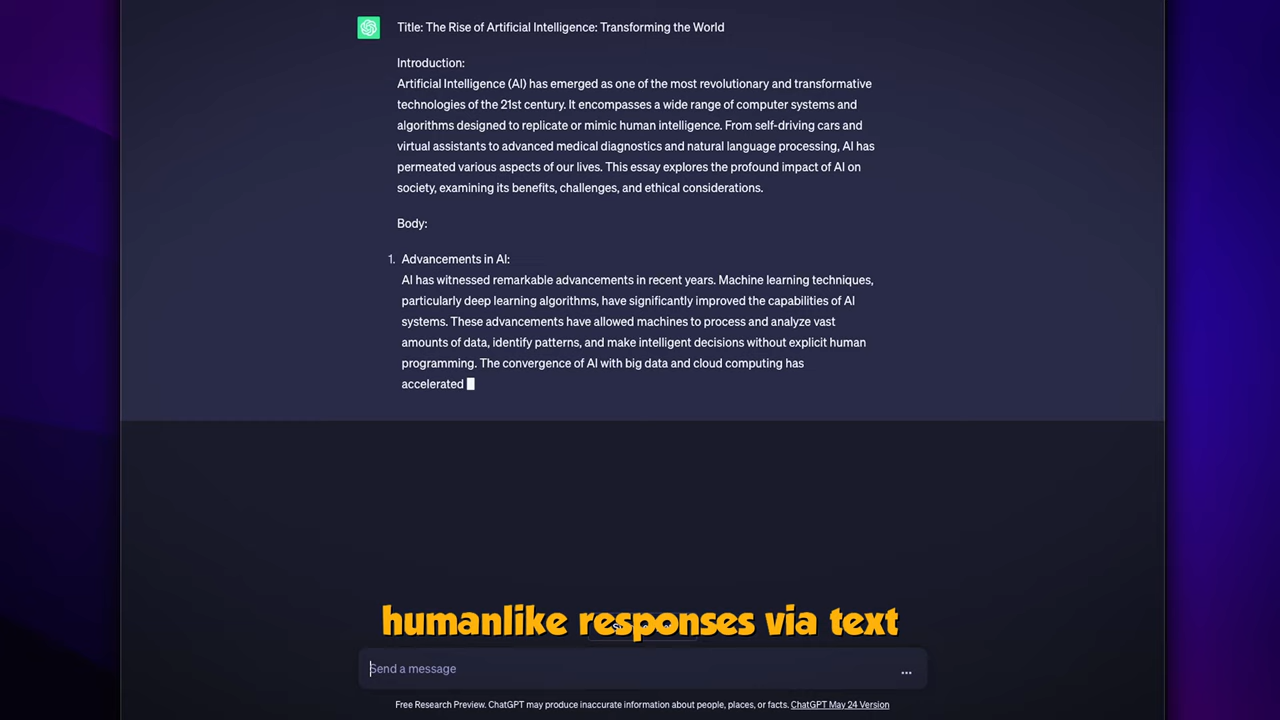 Title: The Rise of Artificial Intelligence: Transforming the World
Introduction:
Artificial Intelligence (AI) has emerged as one of the most revolutionary and transformative
technologies of the 21st century. It encompasses a wide range of computer systems and
algorithms designed to replicate or mimic human intelligence. From self-driving cars and
virtual assistants to advanced medical diagnostics and natural language processing, AI has
permeated various aspects of our lives. This essay explores the profound impact of AI on
society, examining its benefits, challenges, and ethical considerations.
Body:
1. Advancements in AI:
AI has witnessed remarkable advancements in recent years. Machine learning techniques,
particularly deep learning algorithms, have significantly improved the capabilities of AI
systems. These advancements have allowed machines to process and analyze vast
amounts of data, identify patterns, and make intelligent decisions without explicit human
programming. The convergence of AI with big data and cloud computing has
accelerated
humanlike responses via text
Send a message
...
Free Research Preview. ChatGPT may produce inaccurate information about people, places, or facts. ChatGPT May 24 Version